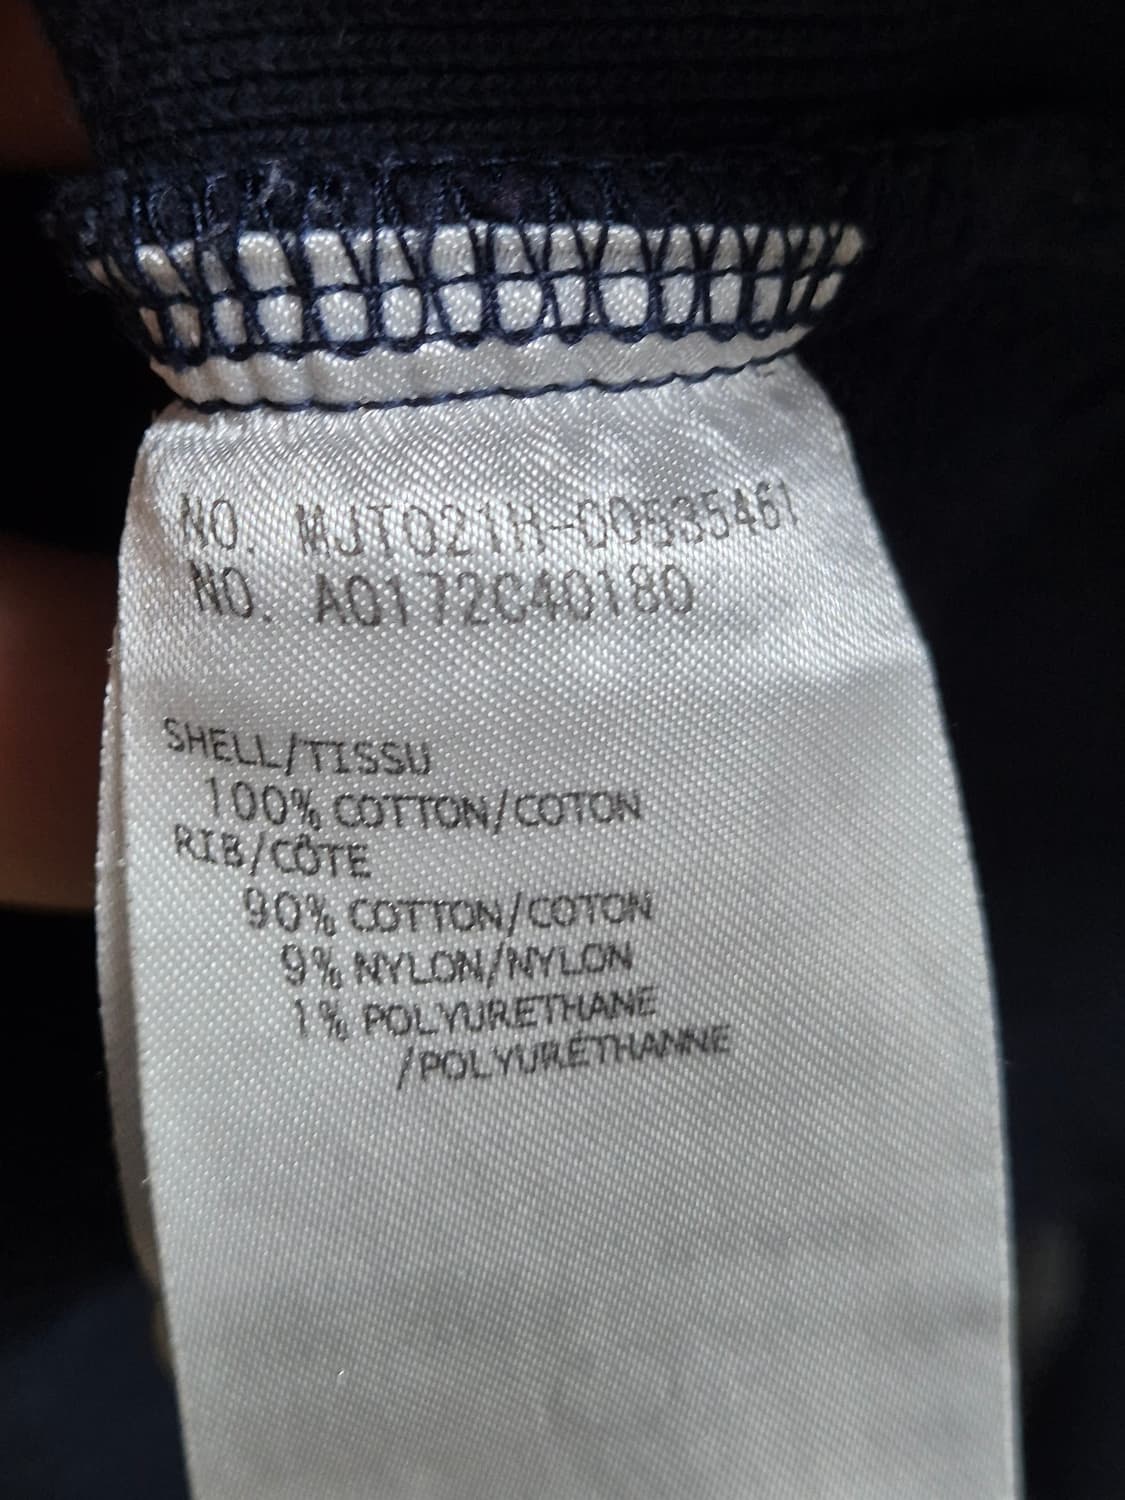 NO. MJT021H-00535461
NO. A0172C40180
SHELL/TISSU
100% COTTON/COTON
RIB/CÔTE
90% COTTON/COTON
9% NYLON/NYLON
1% POLYURETHANE
/POLYURÉTHANNE